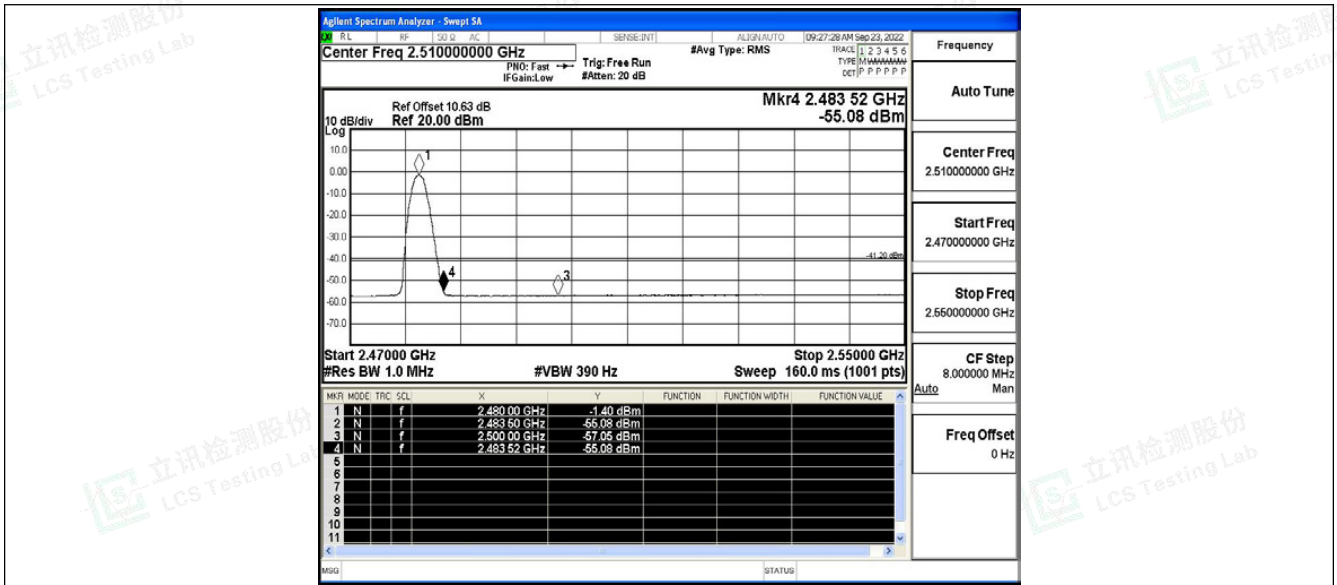 Agilent Spectrum Analyzer - Swept SA
RL RF 50 Ω AC SENSE:INT ALIGNAUTO 09:27:28 AM Sep 23, 2022
Center Freq 2.510000000 GHz #Avg Type: RMS TRACE 1 2 3 4 5 6
PNO: Fast Trig: Free Run TYPE M
IFGain:Low #Atten: 20 dB DET P P P P P P
Mkr4 2.483 52 GHz
-55.08 dBm
Ref Offset 10.63 dB
10 dB/div Ref 20.00 dBm
Log
10.0
0.00
-10.0
-20.0
-30.0
-40.0
-50.0
-60.0
-70.0
1
4
3
-41.20 dBm
Start 2.47000 GHz Stop 2.55000 GHz
#Res BW 1.0 MHz #VBW 390 Hz Sweep 160.0 ms (1001 pts)
MKR MODE TRC SCL X Y FUNCTION FUNCTION WIDTH FUNCTION VALUE
1 N f 2.480 00 GHz -1.40 dBm
2 N f 2.483 50 GHz -55.08 dBm
3 N f 2.500 00 GHz -57.05 dBm
4 N f 2.483 52 GHz -55.08 dBm
5
6
7
8
9
10
11
MSG STATUS
Frequency
Auto Tune
Center Freq
2.510000000 GHz
Start Freq
2.470000000 GHz
Stop Freq
2.550000000 GHz
CF Step
8.000000 MHz
Auto Man
Freq Offset
0 Hz
立讯检测股份
LCS Testing Lab
立讯检测股份
LCS Testing Lab
立讯检测股份
LCS Testing Lab
立讯检测股份
LCS Testing Lab